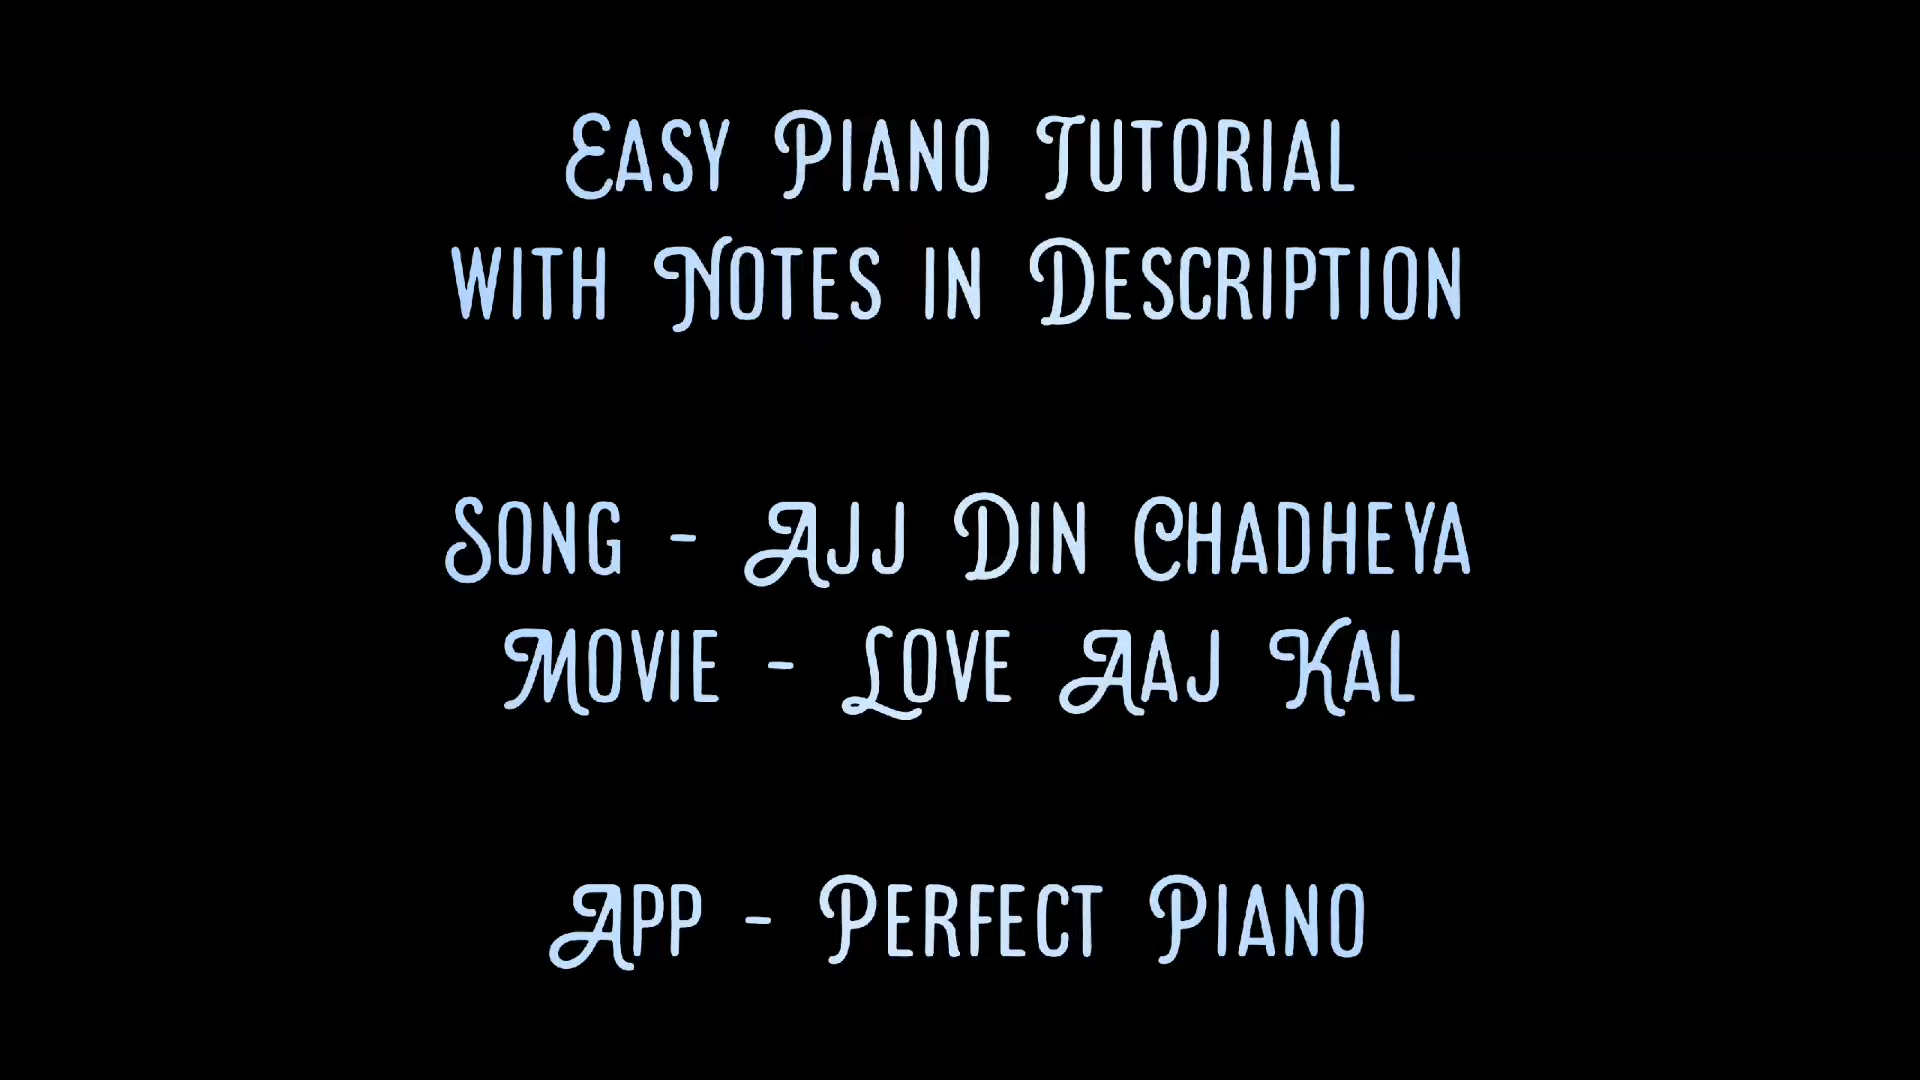 Easy Piano Tutorial
with Notes in Description
Song - Ajj Din Chadheya
Movie - Love Aaj Kal
App - Perfect Piano